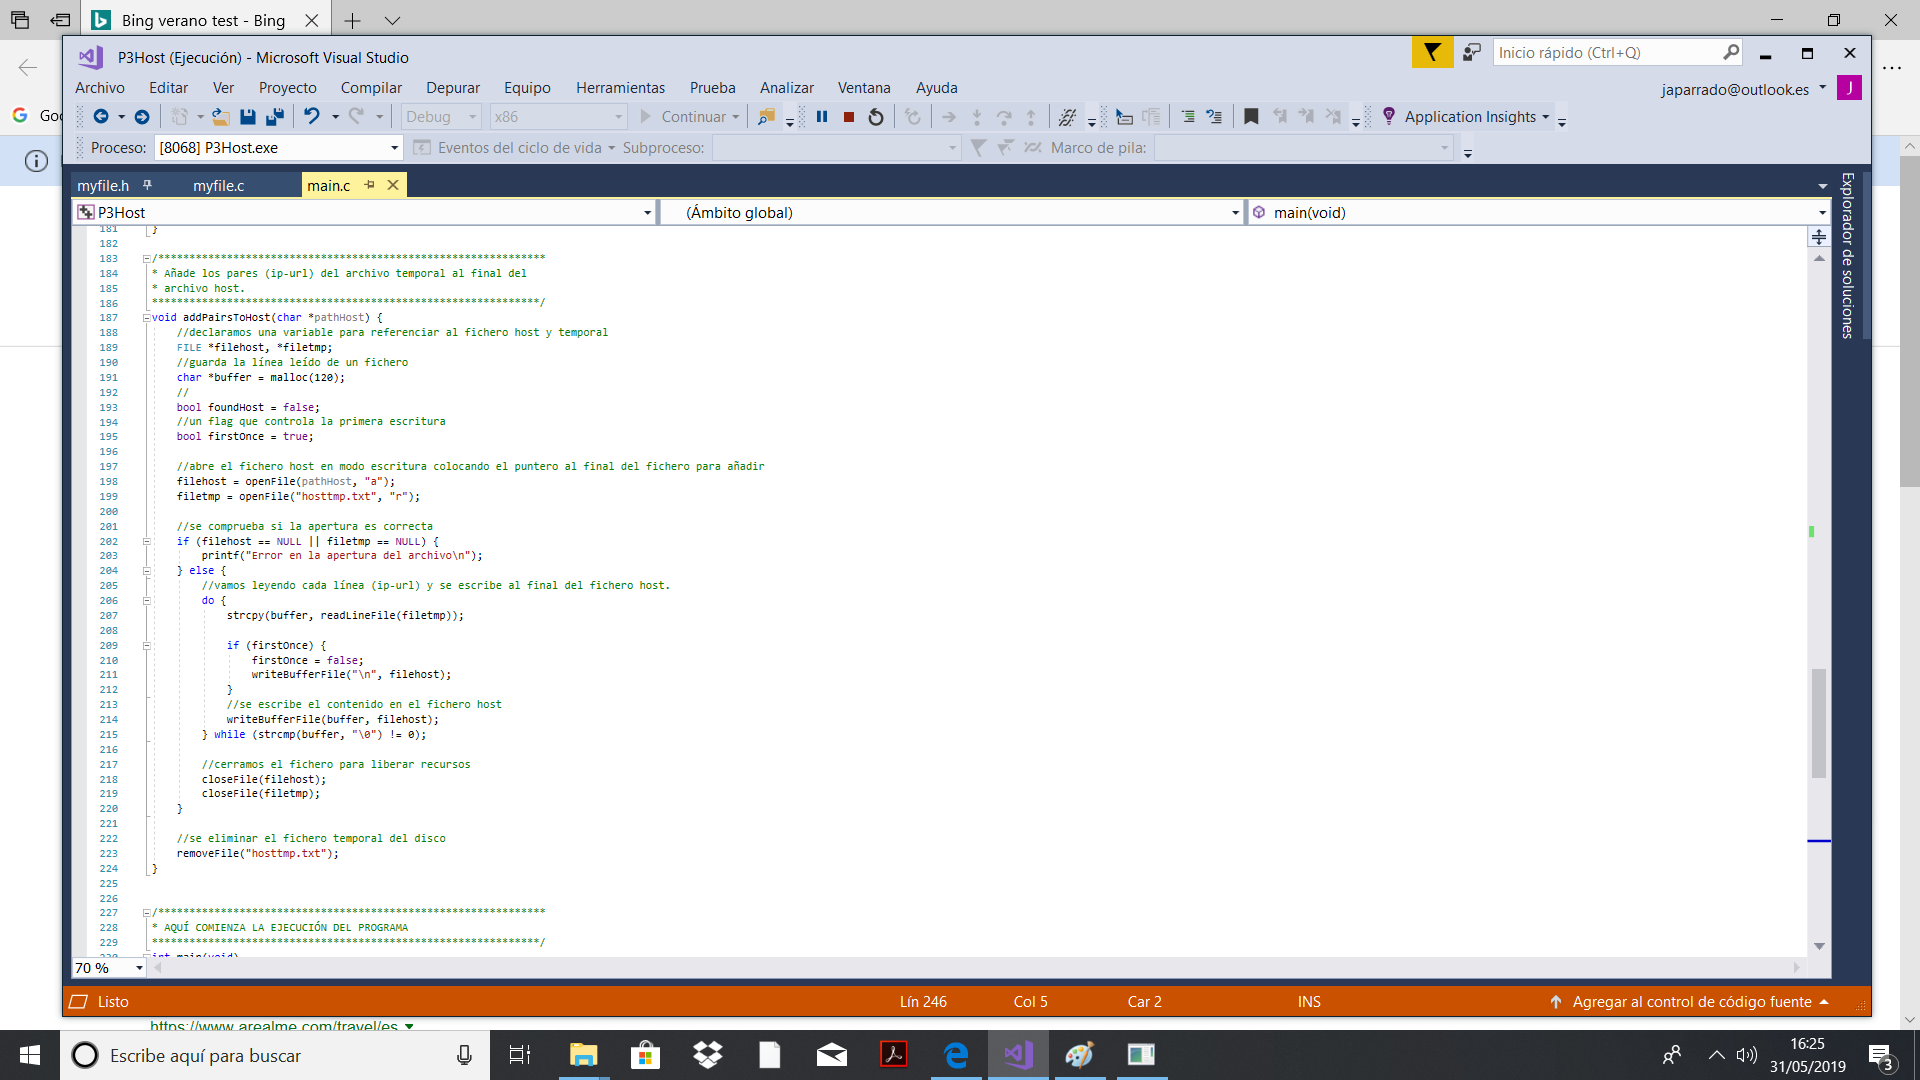 Bing verano test - Bing
P3Host (Ejecución) - Microsoft Visual Studio
Inicio rápido (Ctrl+Q)
Archivo Editar Ver Proyecto Compilar Depurar Equipo Herramientas Prueba Analizar Ventana Ayuda
japarrado@outlook.es J
Debug x86 Continuar Application Insights
Proceso: [8068] P3Host.exe Eventos del ciclo de vida Subproceso: Marco de pila:
myfile.h myfile.c main.c
Explorador de soluciones
P3Host (Ámbito global) main(void)
181 }
182
183 /**************************************************************
184 * Añade los pares (ip-url) del archivo temporal al final del
185 * archivo host.
186 **************************************************************/
187 void addPairsToHost(char *pathHost) {
188 //declaramos una variable para referenciar al fichero host y temporal
189 FILE *filehost, *filetmp;
190 //guarda la línea leído de un fichero
191 char *buffer = malloc(120);
192 //
193 bool foundHost = false;
194 //un flag que controla la primera escritura
195 bool firstOnce = true;
196
197 //abre el fichero host en modo escritura colocando el puntero al final del fichero para añadir
198 filehost = openFile(pathHost, "a");
199 filetmp = openFile("hosttmp.txt", "r");
200
201 //se comprueba si la apertura es correcta
202 if (filehost == NULL || filetmp == NULL) {
203 printf("Error en la apertura del archivo\n");
204 } else {
205 //vamos leyendo cada línea (ip-url) y se escribe al final del fichero host.
206 do {
207 strcpy(buffer, readLineFile(filetmp));
208
209 if (firstOnce) {
210 firstOnce = false;
211 writeBufferFile("\n", filehost);
212 }
213 //se escribe el contenido en el fichero host
214 writeBufferFile(buffer, filehost);
215 } while (strcmp(buffer, "\0") != 0);
216
217 //cerramos el fichero para liberar recursos
218 closeFile(filehost);
219 closeFile(filetmp);
220 }
221
222 //se eliminar el fichero temporal del disco
223 removeFile("hosttmp.txt");
224 }
225
226
227 /**************************************************************
228 * AQUÍ COMIENZA LA EJECUCIÓN DEL PROGRAMA
229 **************************************************************/
230 int main(void)
70 %
Listo Lín 246 Col 5 Car 2 INS Agregar al control de código fuente
https://www.arealme.com/travel/es
Escribe aquí para buscar
16:25
31/05/2019
3